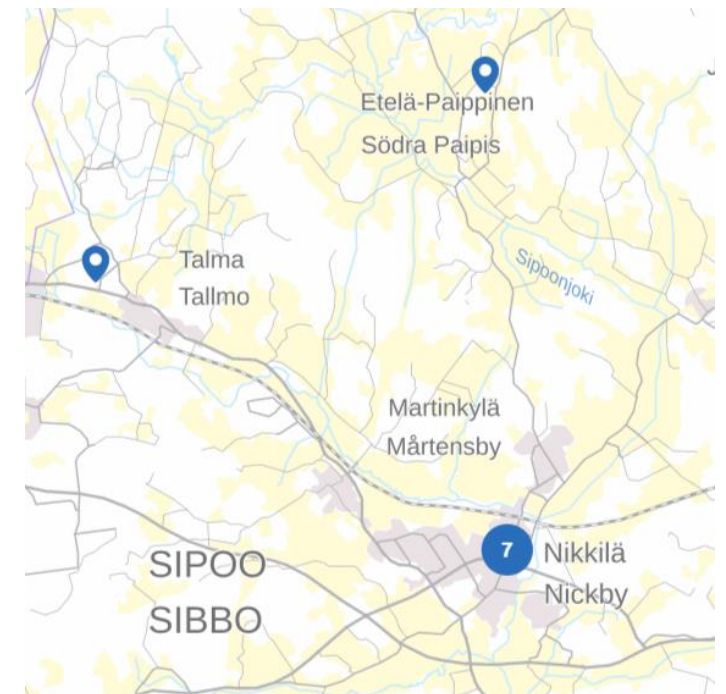 Etelä-Paippinen
Södra Paipis
Talma
Tallmo
Sipoonjoki
Martinkylä
Mårtensby
7
Nikkilä
Nickby
SIPOO
SIBBO